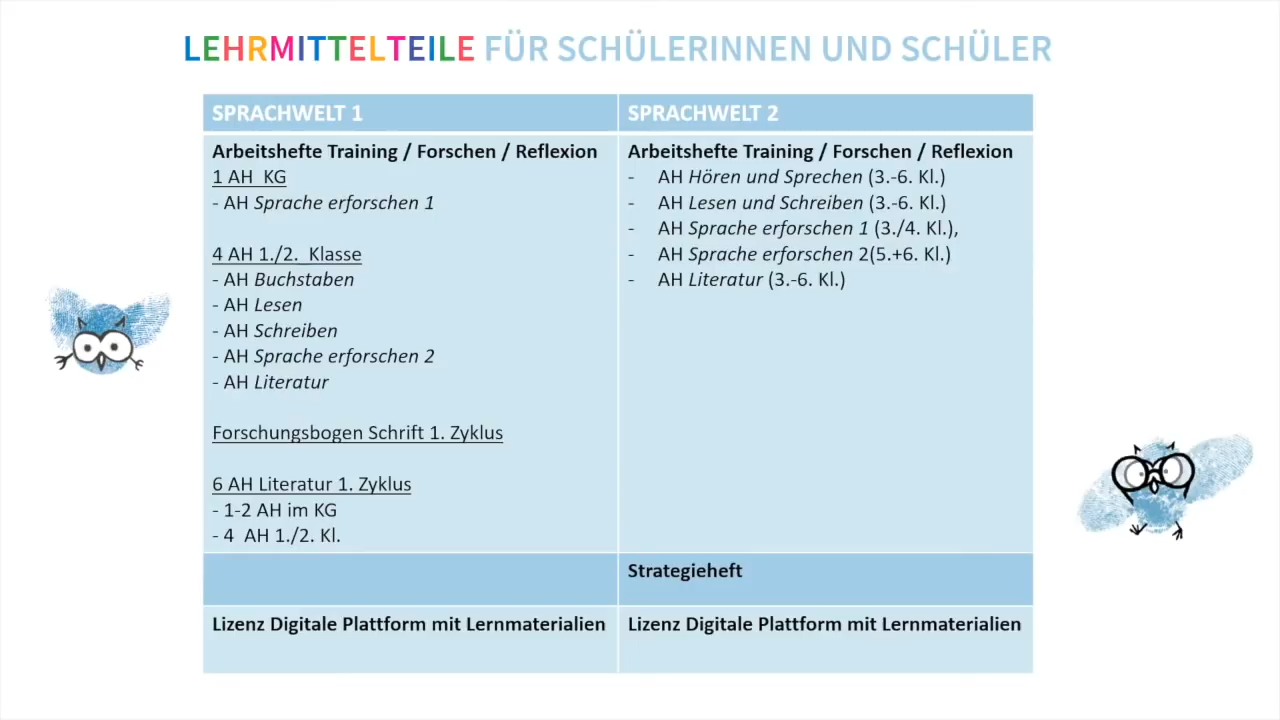 LEHRMITTELTEILE FÜR SCHÜLERINNEN UND SCHÜLER
SPRACHWELT 1
Arbeitshefte Training / Forschen / Reflexion
1 AH  KG
- AH Sprache erforschen 1
4 AH 1./2.  Klasse
- AH Buchstaben
- AH Lesen
- AH Schreiben
- AH Sprache erforschen 2
- AH Literatur
Forschungsbogen Schrift 1. Zyklus
6 AH Literatur 1. Zyklus
- 1-2 AH im KG
- 4  AH 1./2. Kl.
Lizenz Digitale Plattform mit Lernmaterialien
SPRACHWELT 2
Arbeitshefte Training / Forschen / Reflexion
- AH Hören und Sprechen (3.-6. Kl.)
- AH Lesen und Schreiben (3.-6. Kl.)
- AH Sprache erforschen 1 (3./4. Kl.),
- AH Sprache erforschen 2(5.+6. Kl.)
- AH Literatur (3.-6. Kl.)
Strategieheft
Lizenz Digitale Plattform mit Lernmaterialien